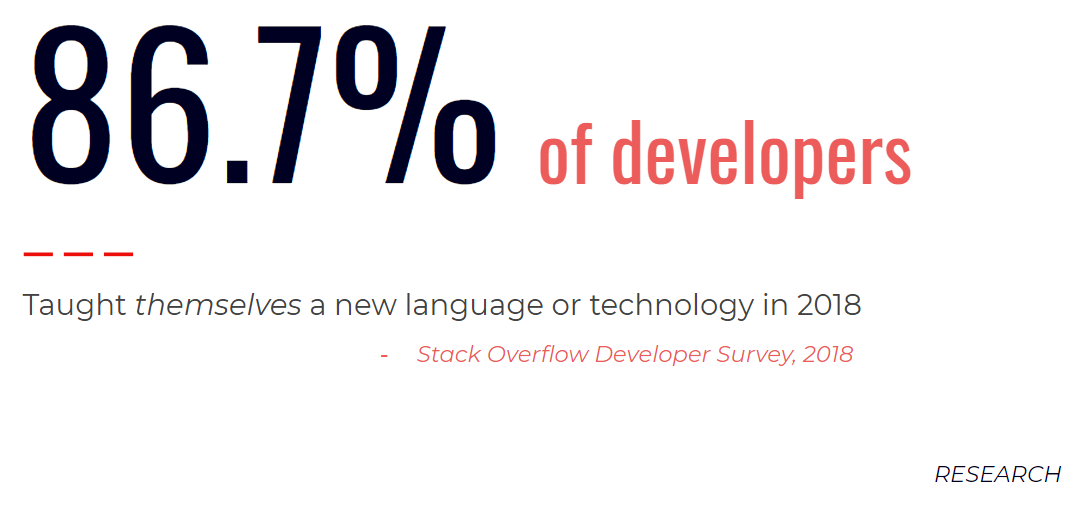 86.7% of developers
Taught themselves a new language or technology in 2018
- Stack Overflow Developer Survey, 2018
RESEARCH